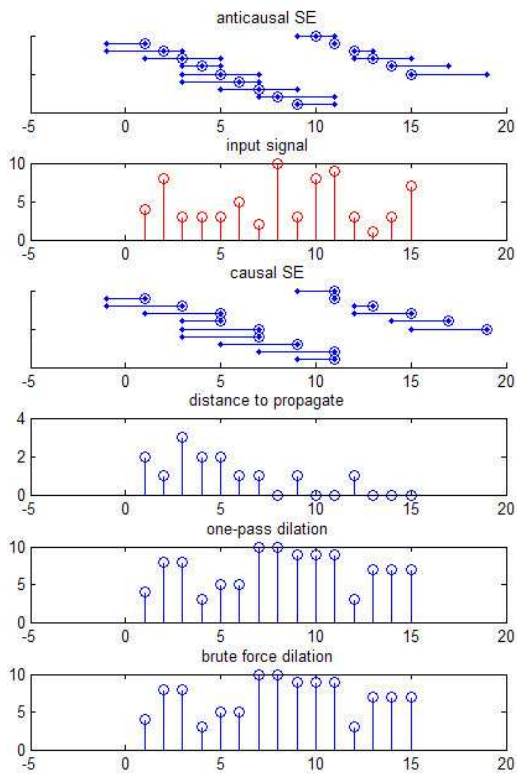 anticausal SE
-5 0 5 10 15 20
input signal
10
5
0
-5 0 5 10 15 20
causal SE
-5 0 5 10 15 20
distance to propagate
4
2
0
-5 0 5 10 15 20
one-pass dilation
10
5
0
-5 0 5 10 15 20
brute force dilation
10
5
0
-5 0 5 10 15 20